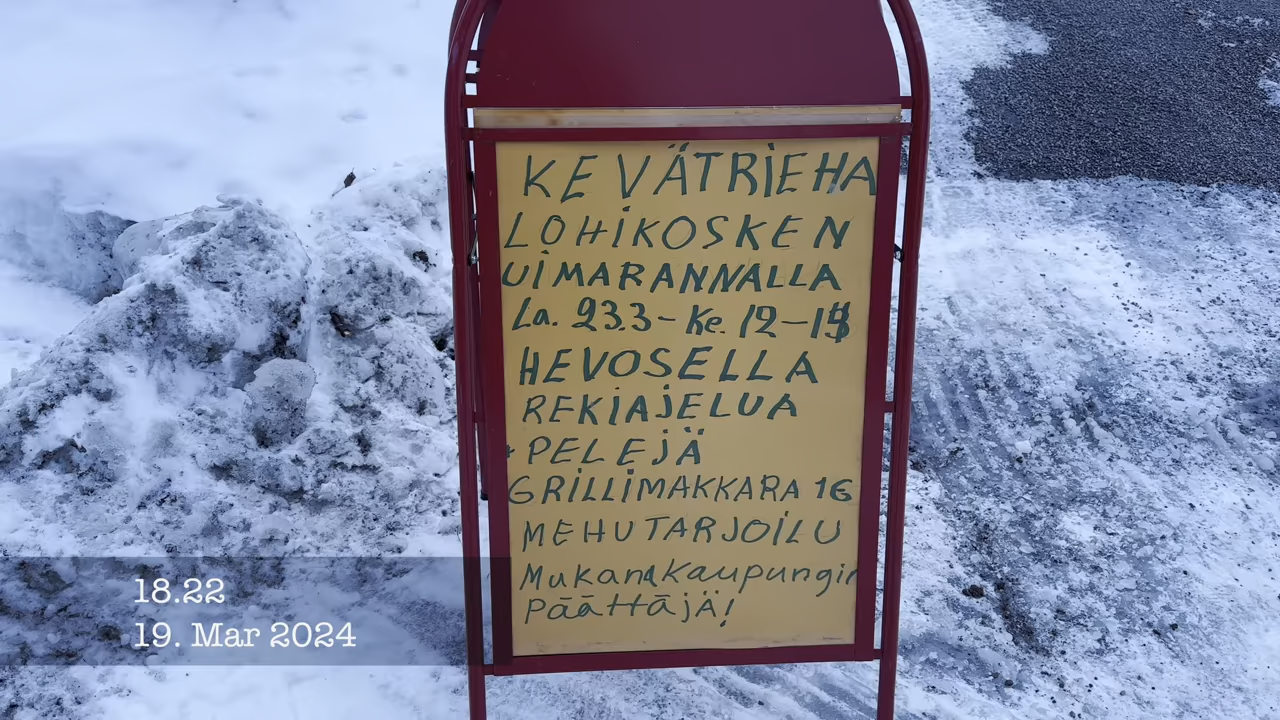 KEVÄTRIEHA
LOHIKOSKEN
UIMARANNALLA
La. 23.3 - Ke. 12-15
HEVOSELLA
REKIAJELUA
PELEJÄ
GRILLIMAKKARA 1€
MEHUTARJOILU
Mukana kaupungin
Päättäjä!
18.22
19. Mar 2024